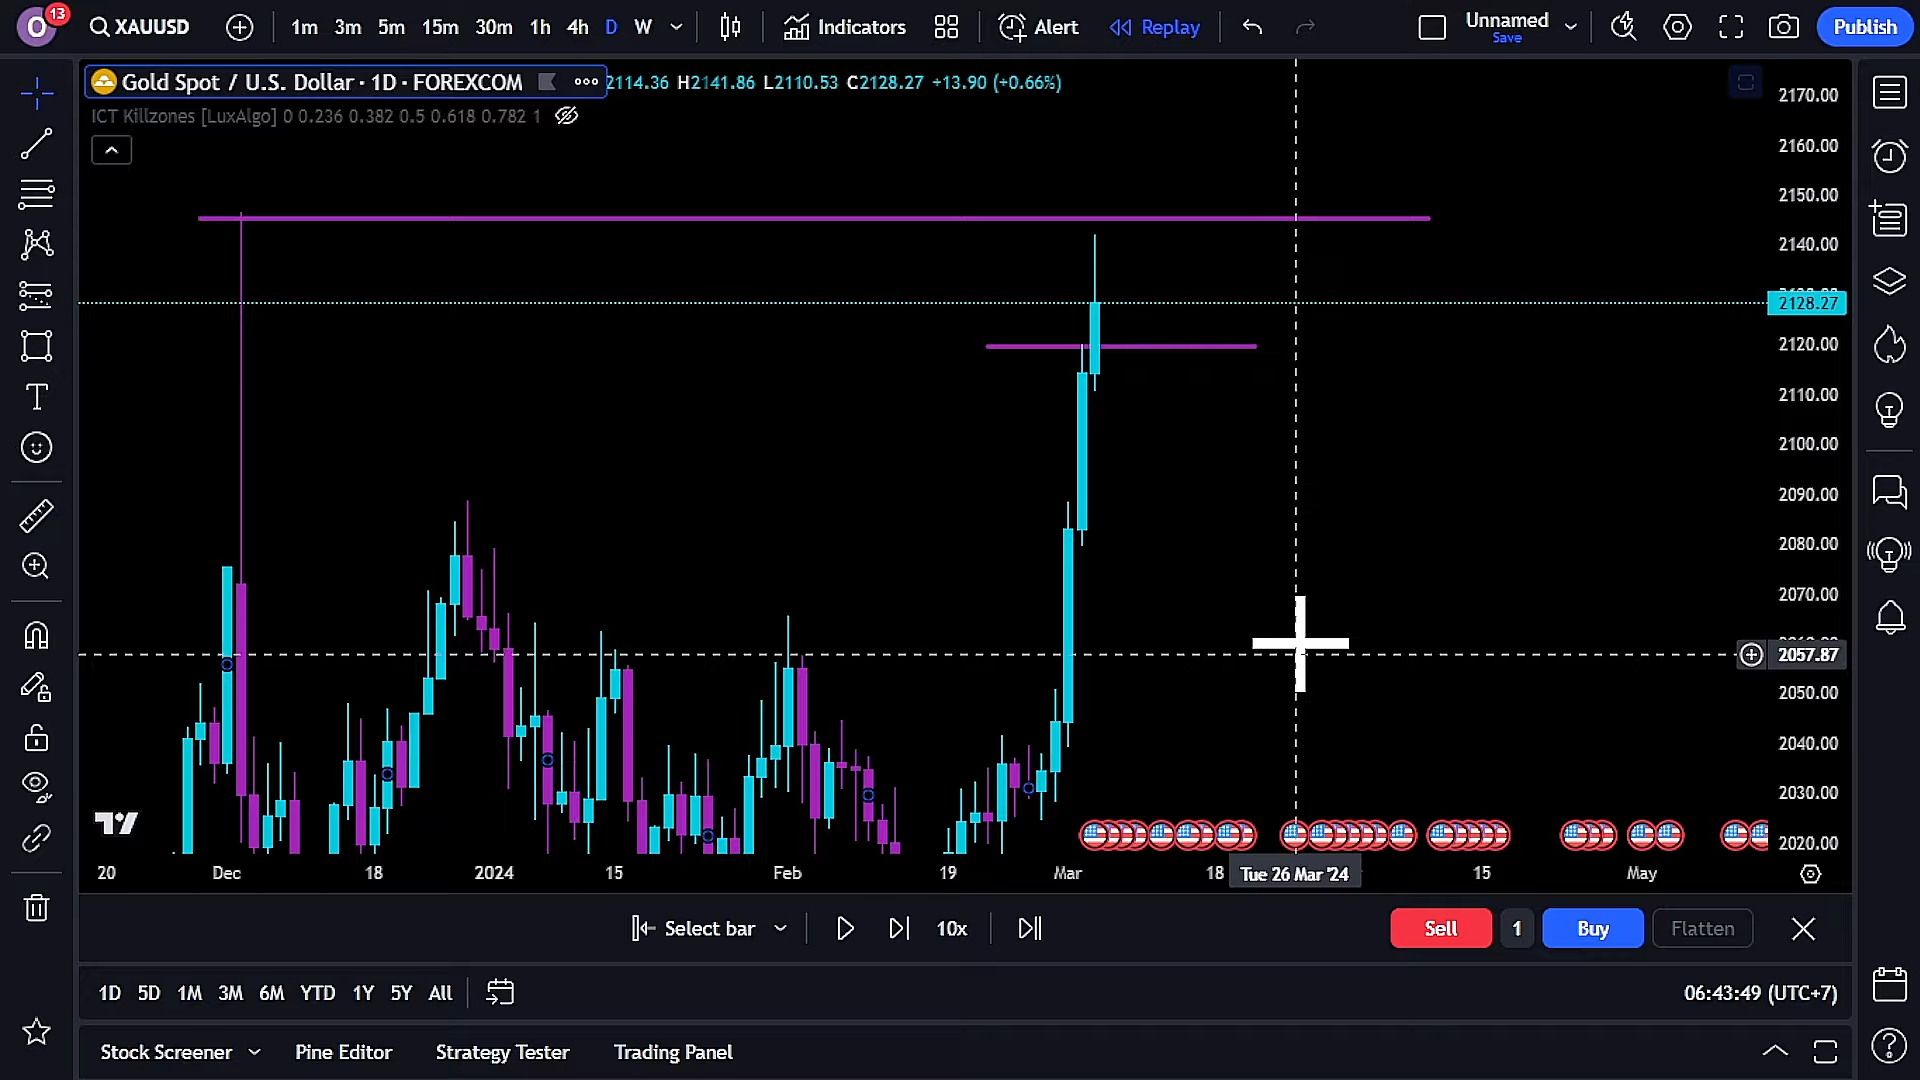 O 13 XAUUSD 1m 3m 5m 15m 30m 1h 4h D W Indicators Alert Replay Unnamed Save Publish
Gold Spot / U.S. Dollar · 1D · FOREXCOM 2114.36 H2141.86 L2110.53 C2128.27 +13.90 (+0.66%)
ICT Killzones [LuxAlgo] 0 0.236 0.382 0.5 0.618 0.782 1
2170.00
2160.00
2150.00
2140.00
2128.27
2120.00
2110.00
2100.00
2090.00
2080.00
2070.00
2057.87
2050.00
2040.00
2030.00
2020.00
20 Dec 18 2024 15 Feb 19 Mar 18 Tue 26 Mar '24 15 May
Select bar 10x Sell 1 Buy Flatten
1D 5D 1M 3M 6M YTD 1Y 5Y All 06:43:49 (UTC+7)
Stock Screener Pine Editor Strategy Tester Trading Panel